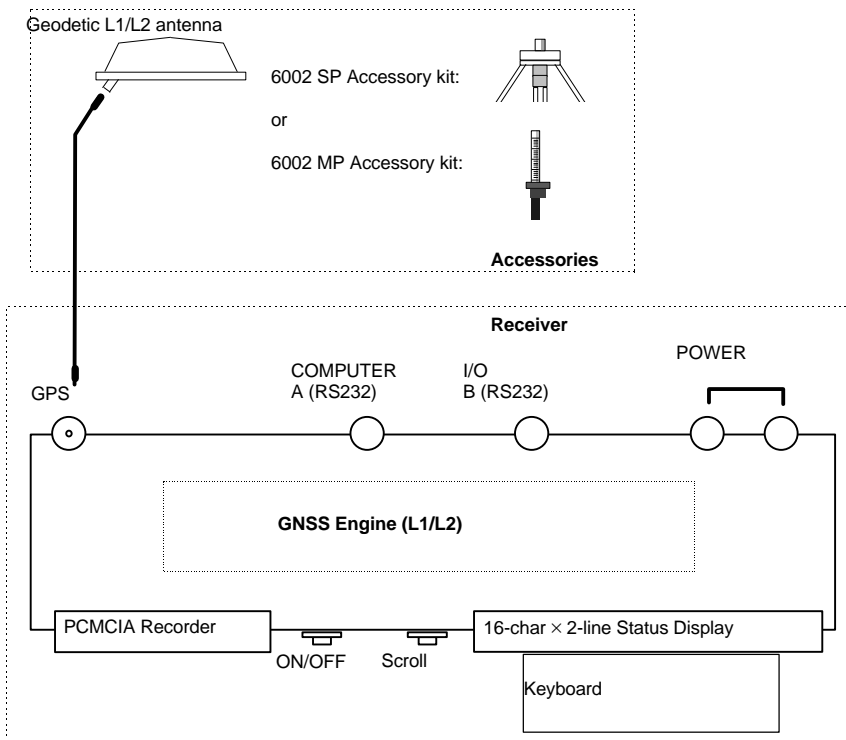 Geodetic L1/L2 antenna
6002 SP Accessory kit:
or
6002 MP Accessory kit:
Accessories
Receiver
POWER
COMPUTER
A (RS232)
I/O
B (RS232)
GPS
GNSS Engine (L1/L2)
PCMCIA Recorder
16-char × 2-line Status Display
ON/OFF
Scroll
Keyboard